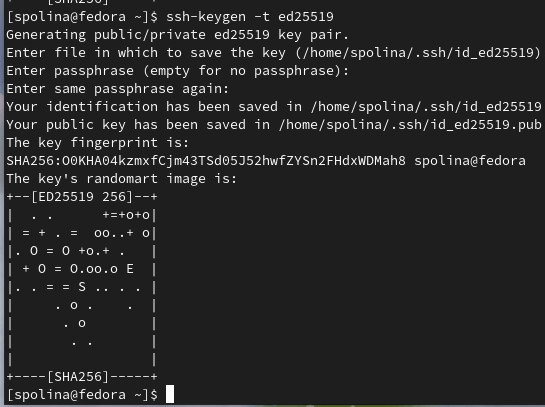 +----[SHA256]-----+
[spolina@fedora ~]$ ssh-keygen -t ed25519
Generating public/private ed25519 key pair.
Enter file in which to save the key (/home/spolina/.ssh/id_ed25519)
Enter passphrase (empty for no passphrase):
Enter same passphrase again:
Your identification has been saved in /home/spolina/.ssh/id_ed25519
Your public key has been saved in /home/spolina/.ssh/id_ed25519.pub
The key fingerprint is:
SHA256:O0KHA04kzmxfCjm43TSd05J52hwfZYSn2FHdxWDMah8 spolina@fedora
The key's randomart image is:
+--[ED25519 256]--+
|  . .      +=+o+o|
| = + . =  oo..+ o|
|. O = O +o.+ .   |
| + O = O.oo.o E  |
|. . = = S .. . . |
|     . o .    .  |
|      . o        |
|       . .       |
|                 |
+----[SHA256]-----+
[spolina@fedora ~]$